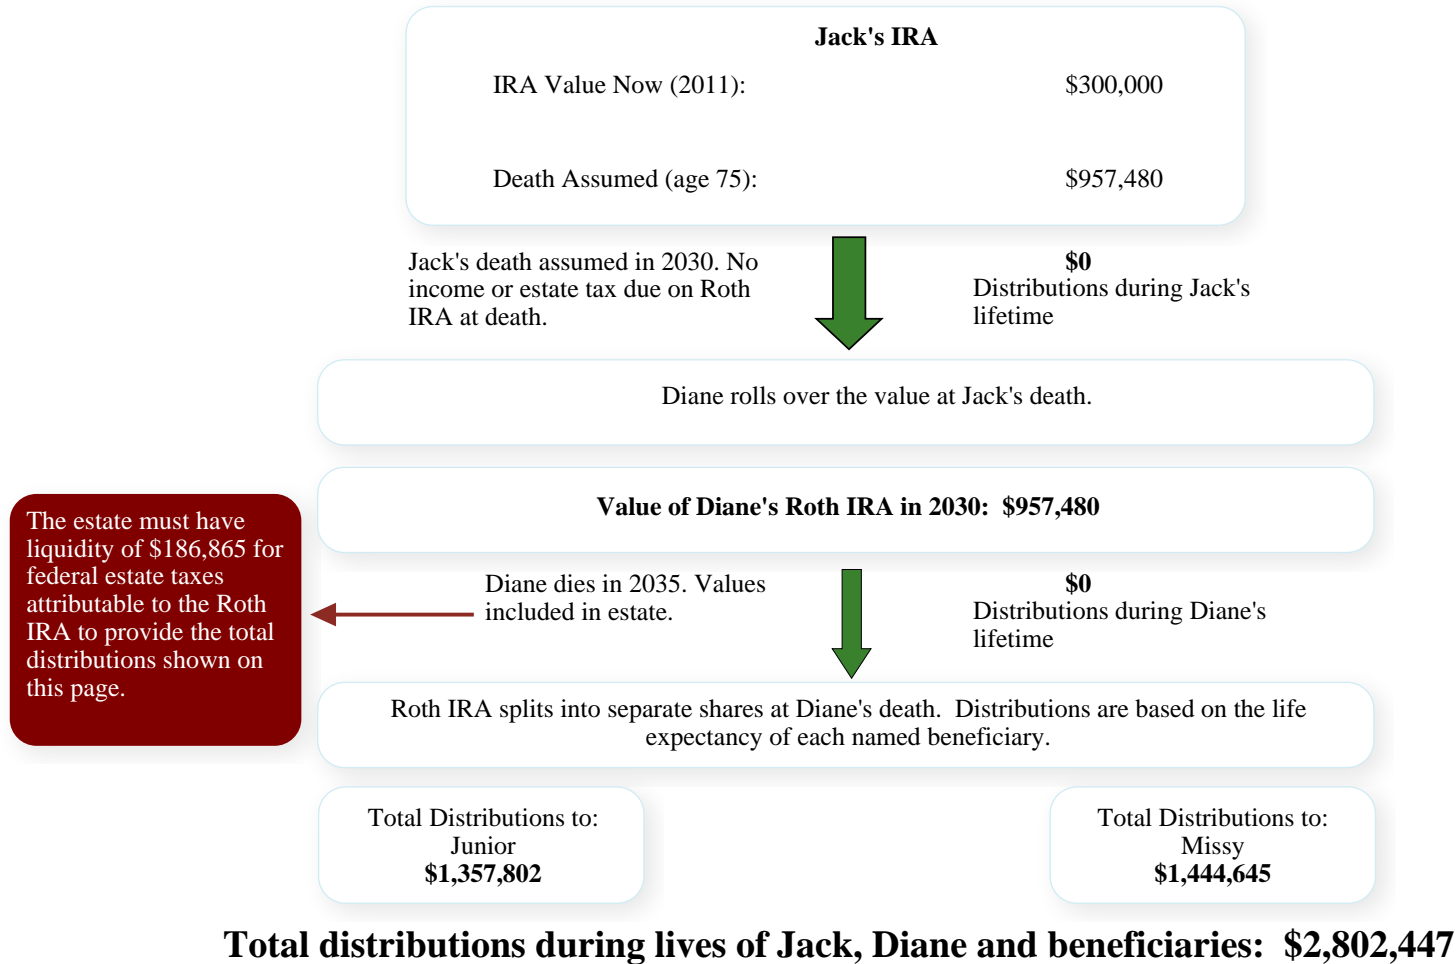 Jack's IRA
IRA Value Now (2011): $300,000
Death Assumed (age 75): $957,480
Jack's death assumed in 2030. No
income or estate tax due on Roth
IRA at death.
$0
Distributions during Jack's
lifetime
Diane rolls over the value at Jack's death.
Value of Diane's Roth IRA in 2030: $957,480
The estate must have
liquidity of $186,865 for
federal estate taxes
attributable to the Roth
IRA to provide the total
distributions shown on
this page.
Diane dies in 2035. Values
included in estate.
$0
Distributions during Diane's
lifetime
Roth IRA splits into separate shares at Diane's death. Distributions are based on the life
expectancy of each named beneficiary.
Total Distributions to:
Junior
$1,357,802
Total Distributions to:
Missy
$1,444,645
Total distributions during lives of Jack, Diane and beneficiaries: $2,802,447